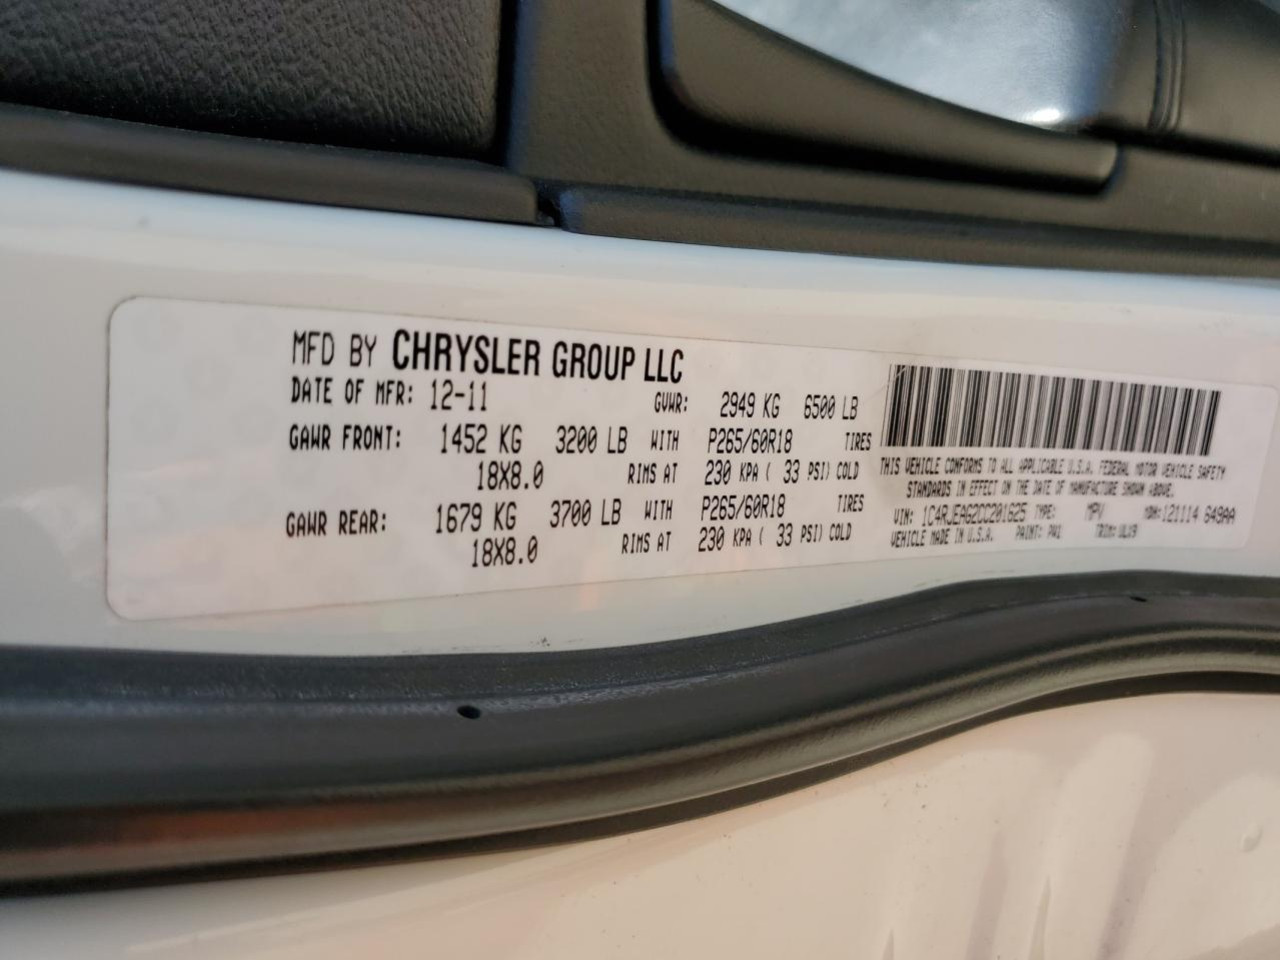 MFD BY CHRYSLER GROUP LLC
DATE OF MFR: 12-11 GVWR: 2949 KG 6500 LB
GAWR FRONT: 1452 KG 3200 LB WITH P265/60R18 TIRES
18X8.0 RIMS AT 230 KPA ( 33 PSI) COLD
GAWR REAR: 1679 KG 3700 LB WITH P265/60R18 TIRES
18X8.0 RIMS AT 230 KPA ( 33 PSI) COLD
THIS VEHICLE CONFORMS TO ALL APPLICABLE U.S.A. FEDERAL MOTOR VEHICLE SAFETY
STANDARDS IN EFFECT ON THE DATE OF MANUFACTURE SHOWN ABOVE.
VIN: 1C4RJEAG2CC201625 TYPE: MPV MDH: 121114 649AA
VEHICLE MADE IN U.S.A. PAINT: PW1 TRIM: